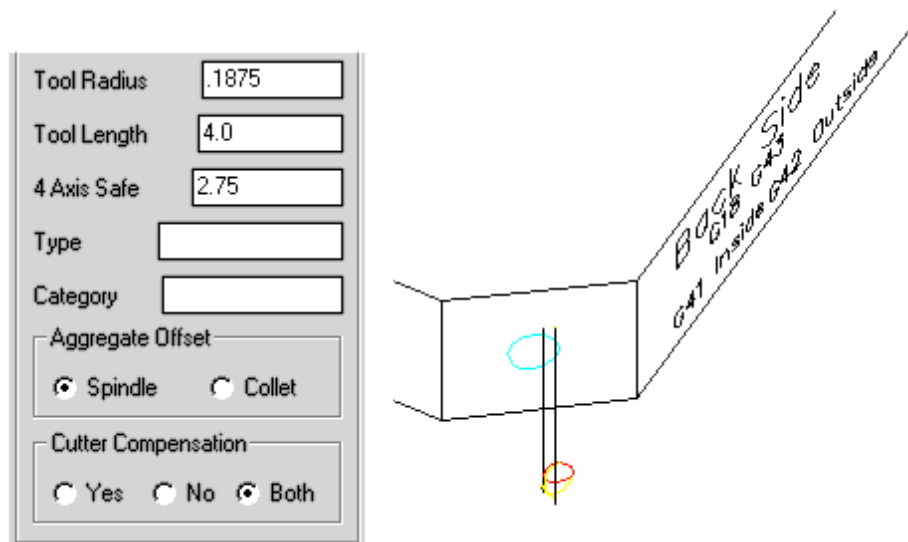 Tool Radius .1875
Tool Length 4.0
4 Axis Safe 2.75
Type
Category
Aggregate Offset
Spindle Collet
Cutter Compensation
Yes No Both
Back Side
G18 G43
G41 Inside G42 Outside